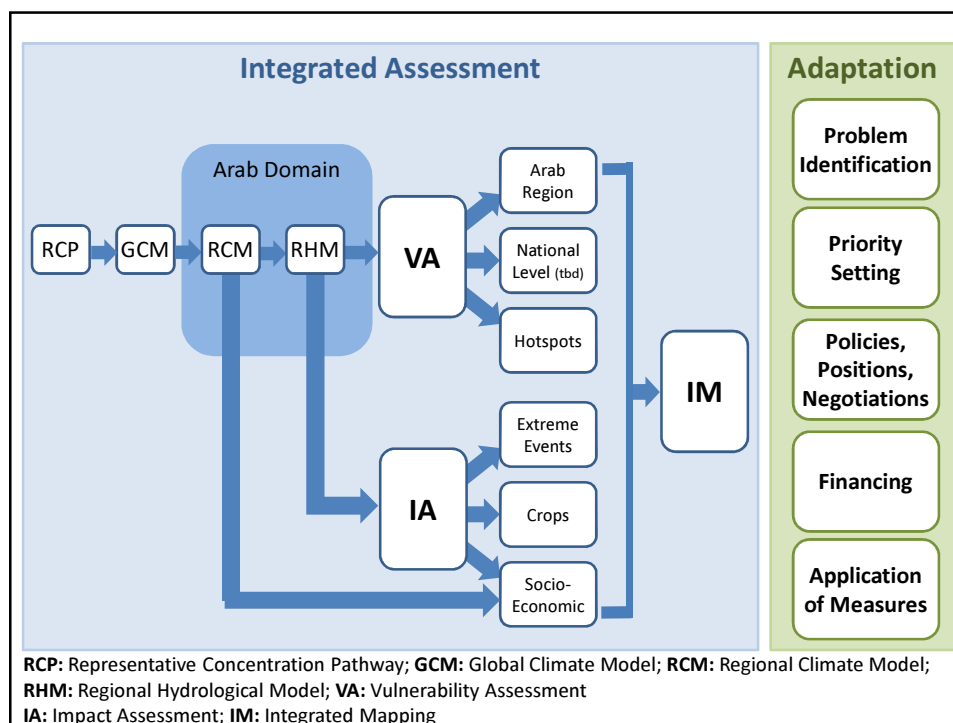 Integrated Assessment
Arab Domain
RCP
GCM
RCM
RHM
VA
Arab
Region
National
Level (tbd)
Hotspots
IA
Extreme
Events
Crops
Socio-
Economic
IM
Adaptation
Problem
Identification
Priority
Setting
Policies,
Positions,
Negotiations
Financing
Application
of Measures
RCP: Representative Concentration Pathway; GCM: Global Climate Model; RCM: Regional Climate Model;
RHM: Regional Hydrological Model; VA: Vulnerability Assessment
IA: Impact Assessment; IM: Integrated Mapping